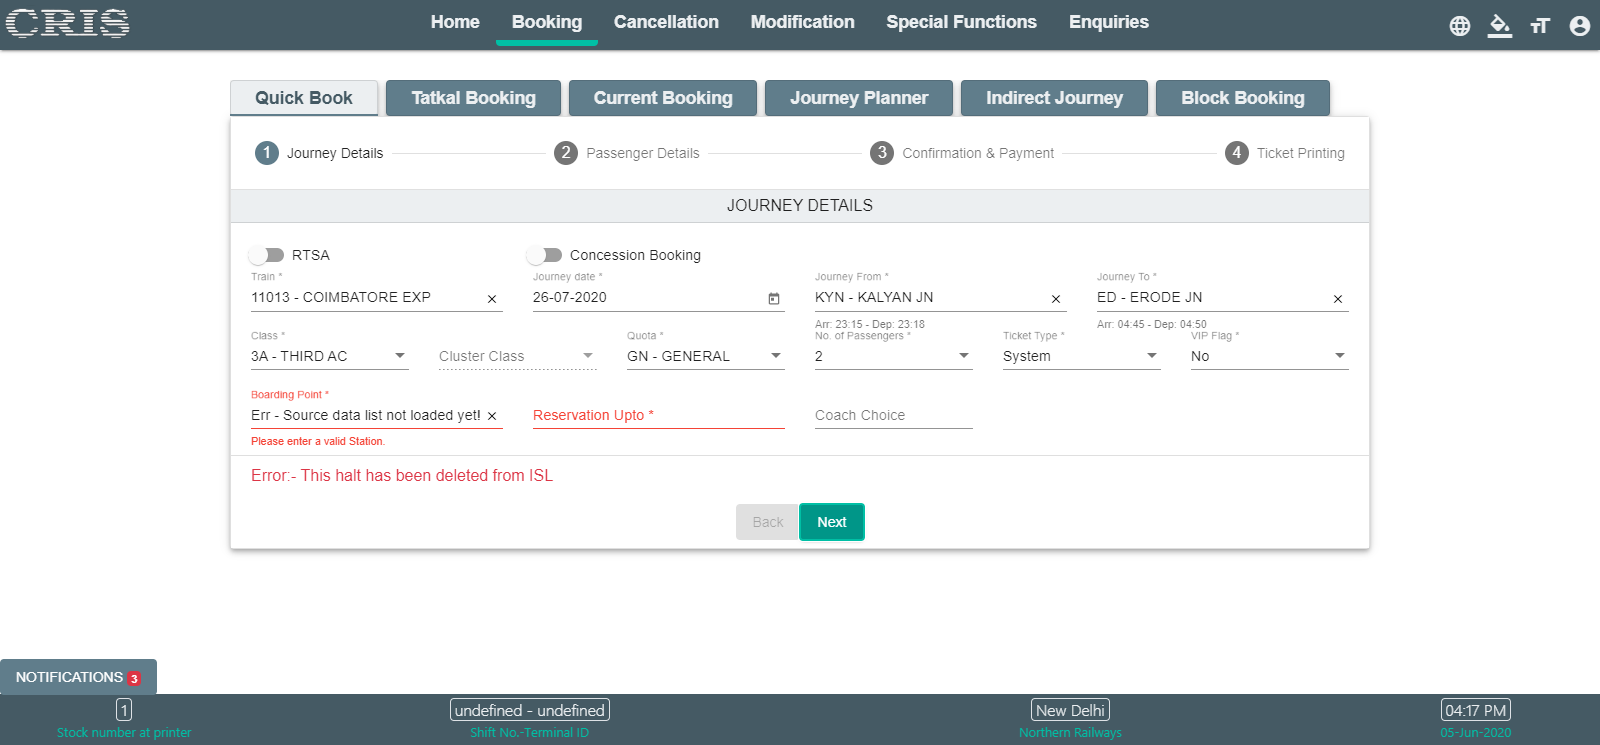 CRIS
Home Booking Cancellation Modification Special Functions Enquiries
Quick Book Tatkal Booking Current Booking Journey Planner Indirect Journey Block Booking
1 Journey Details 2 Passenger Details 3 Confirmation & Payment 4 Ticket Printing
JOURNEY DETAILS
RTSA Concession Booking
Train * Journey date * Journey From * Journey To *
11013 - COIMBATORE EXP × 26-07-2020 KYN - KALYAN JN × ED - ERODE JN ×
Arr: 23:15 - Dep: 23:18 Arr: 04:45 - Dep: 04:50
Class * Quota * No. of Passengers * Ticket Type * VIP Flag *
3A - THIRD AC Cluster Class GN - GENERAL 2 System No
Boarding Point *
Err - Source data list not loaded yet! × Reservation Upto * Coach Choice
Please enter a valid Station.
Error:- This halt has been deleted from ISL
Back Next
NOTIFICATIONS 3
1 undefined - undefined New Delhi 04:17 PM
Stock number at printer Shift No.-Terminal ID Northern Railways 05-Jun-2020